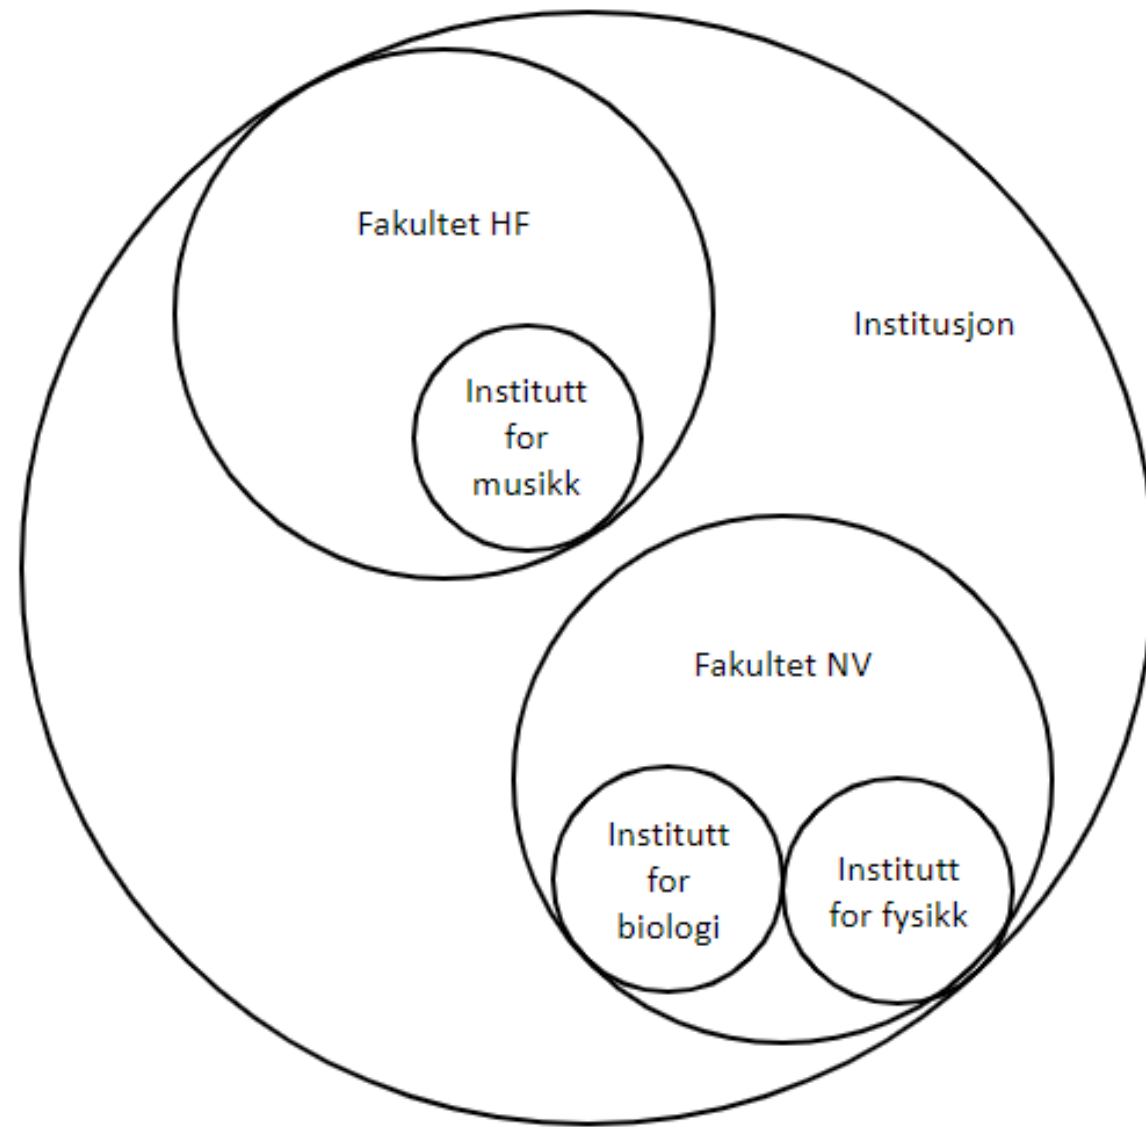 Fakultet HF
Institusjon
Institutt
for
musikk
Fakultet NV
Institutt
for
biologi
Institutt
for fysikk